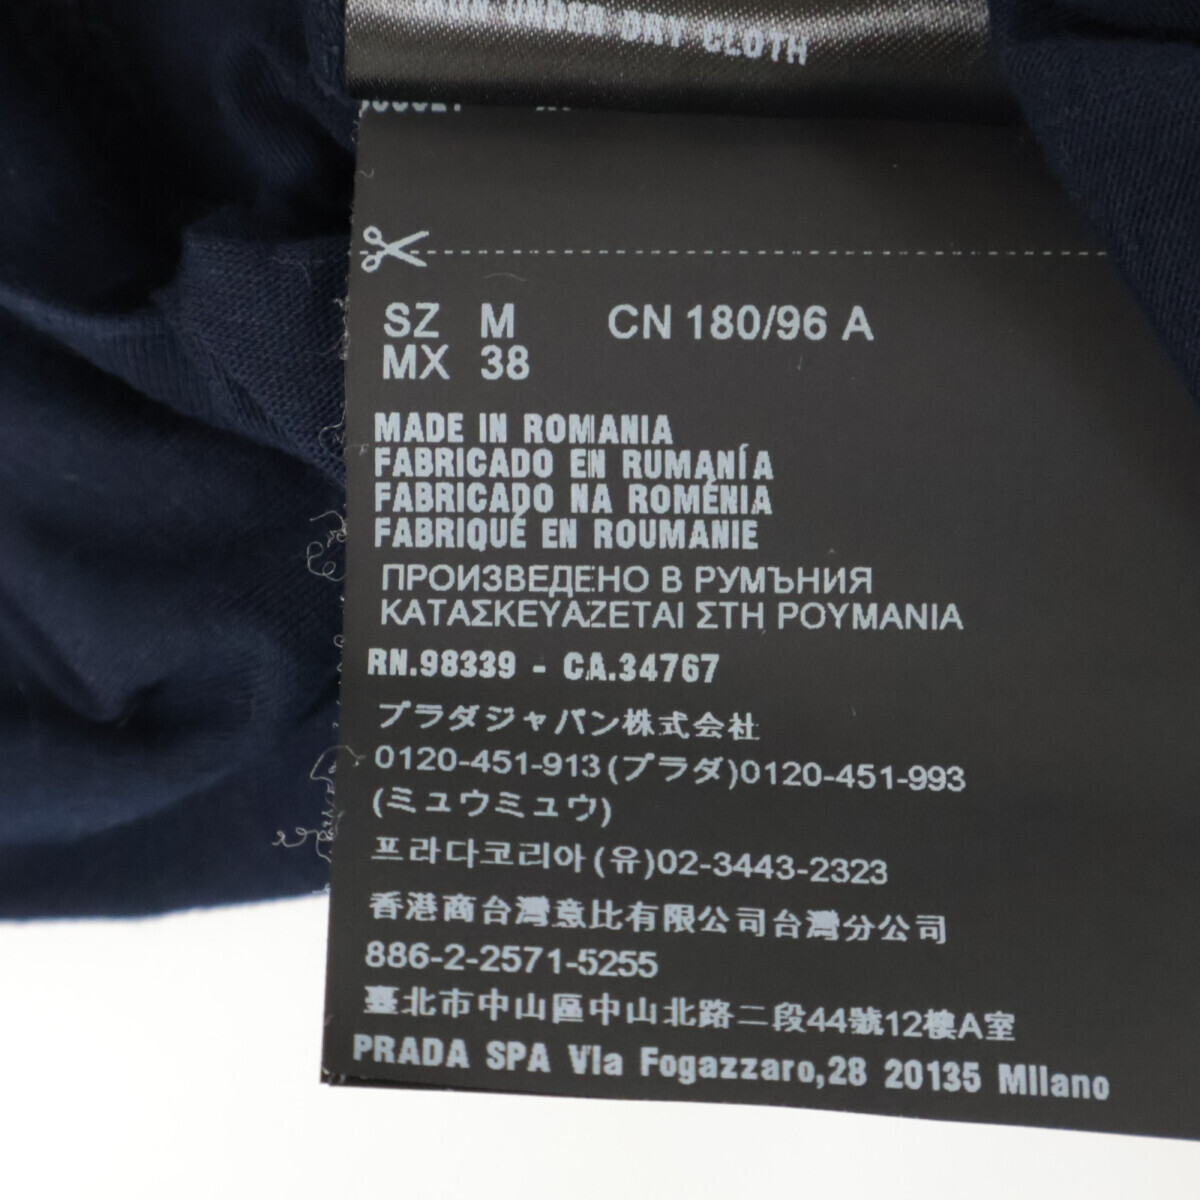 UNDER DRY CLOTH
SZ M CN 180/96 A
MX 38
MADE IN ROMANIA
FABRICADO EN RUMANÍA
FABRICADO NA ROMÉNIA
FABRIQUÉ EN ROUMANIE
ПРОИЗВЕДЕНО В РУМЪНИЯ
ΚΑΤΑΣΚΕΥΑΖΕΤΑΙ ΣΤΗ ΡΟΥΜΑΝΙΑ
RN.98339 - CA.34767
プラダジャパン株式会社
0120-451-913(プラダ)0120-451-993
(ミュウミュウ)
프라다코리아(유)02-3443-2323
香港商台灣意比有限公司台灣分公司
886-2-2571-5255
臺北市中山區中山北路二段44號12樓A室
PRADA SPA Via Fogazzaro,28 20135 Milano